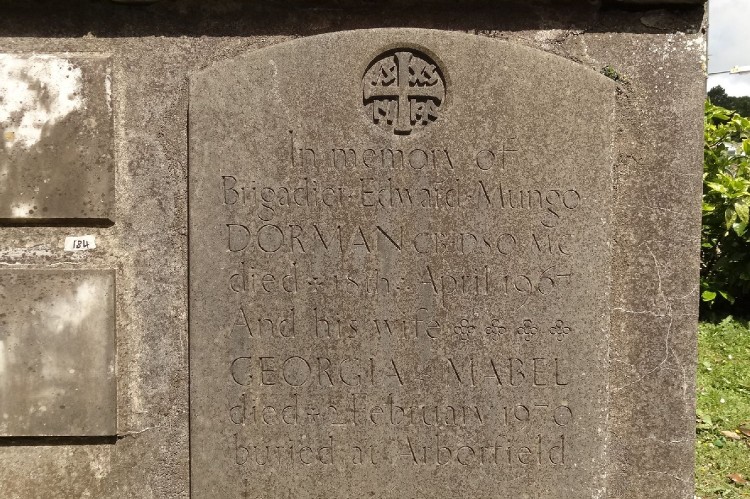 184
In memory of
Brigadier·Edward·Mungo
DORMAN DSO MC
died·18th·April 1967
And his wife
GEORGIA·MABEL
died·2 February 1970
buried at Arborfield